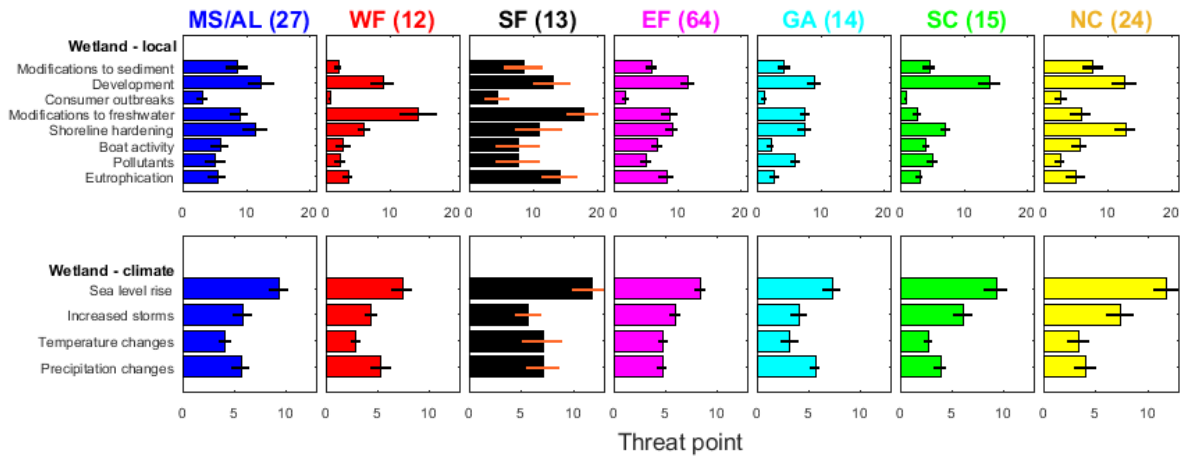 MS/AL (27) WF (12) SF (13) EF (64) GA (14) SC (15) NC (24)
Wetland - local
Modifications to sediment
Development
Consumer outbreaks
Modifications to freshwater
Shoreline hardening
Boat activity
Pollutants
Eutrophication
0 10 20 0 10 20 0 10 20 0 10 20 0 10 20 0 10 20 0 10 20
Wetland - climate
Sea level rise
Increased storms
Temperature changes
Precipitation changes
0 5 10 0 5 10 0 5 10 0 5 10 0 5 10 0 5 10 0 5 10
Threat point